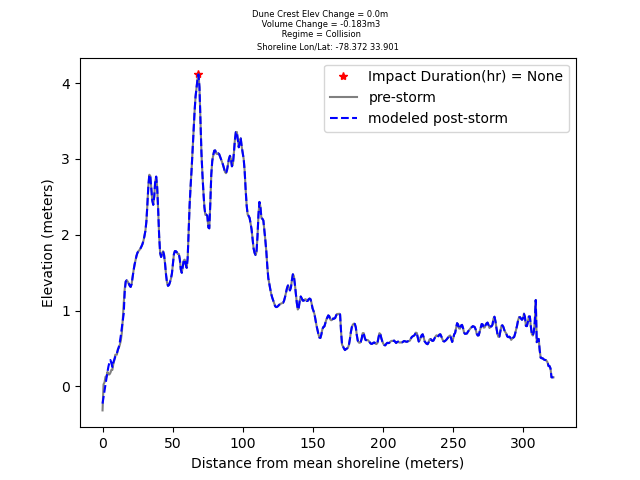 Dune Crest Elev Change = 0.0m
Volume Change = -0.183m3
Regime = Collision
Shoreline Lon/Lat: -78.372 33.901
Impact Duration(hr) = None
pre-storm
modeled post-storm
Elevation (meters)
4
3
2
1
0
0 50 100 150 200 250 300
Distance from mean shoreline (meters)